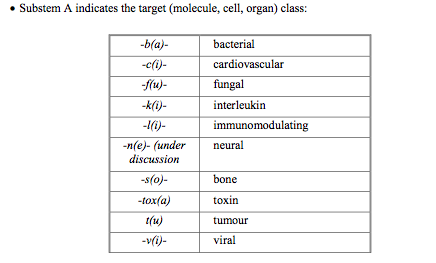 • Substem A indicates the target (molecule, cell, organ) class:
-b(a)- bacterial
-c(i)- cardiovascular
-f(u)- fungal
-k(i)- interleukin
-l(i)- immunomodulating
-n(e)- (under neural
discussion
-s(o)- bone
-tox(a) toxin
t(u) tumour
-v(i)- viral